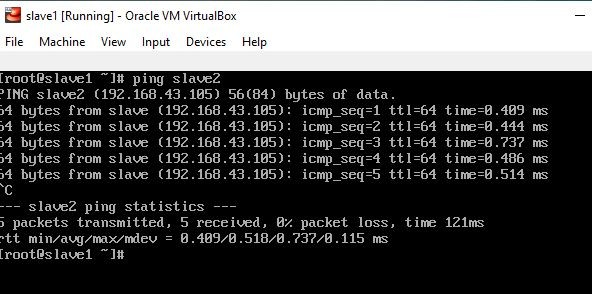 slave1 [Running] - Oracle VM VirtualBox
File Machine View Input Devices Help
[root@slave1 ~]# ping slave2
PING slave2 (192.168.43.105) 56(84) bytes of data.
64 bytes from slave (192.168.43.105): icmp_seq=1 ttl=64 time=0.409 ms
64 bytes from slave (192.168.43.105): icmp_seq=2 ttl=64 time=0.444 ms
64 bytes from slave (192.168.43.105): icmp_seq=3 ttl=64 time=0.737 ms
64 bytes from slave (192.168.43.105): icmp_seq=4 ttl=64 time=0.486 ms
64 bytes from slave (192.168.43.105): icmp_seq=5 ttl=64 time=0.514 ms
^C
--- slave2 ping statistics ---
5 packets transmitted, 5 received, 0% packet loss, time 121ms
rtt min/avg/max/mdev = 0.409/0.518/0.737/0.115 ms
[root@slave1 ~]#